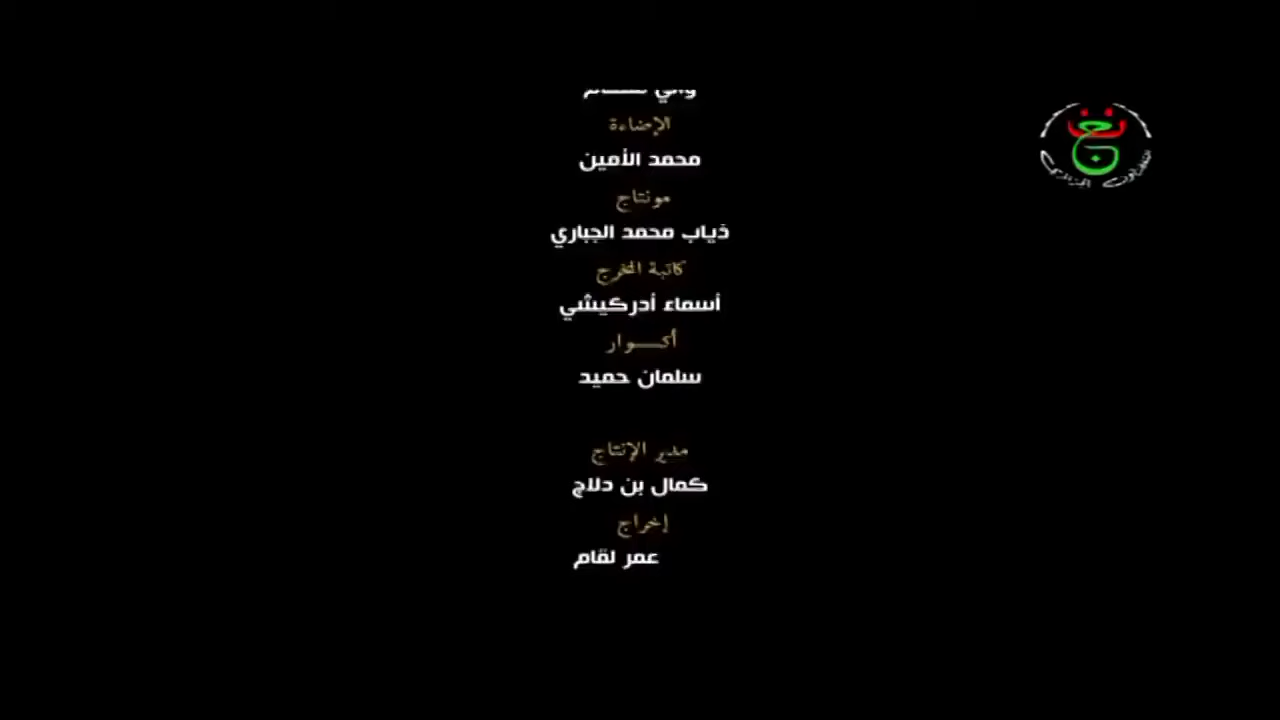 الإضاءة
محمد الأمين
مونتاج
ذياب محمد الجباري
كاتبة المخرج
أسماء أدركيشي
أكـــوار
سلمان حميد
مدير الإنتاج
كمال بن دلاج
إخراج
عمر لقام